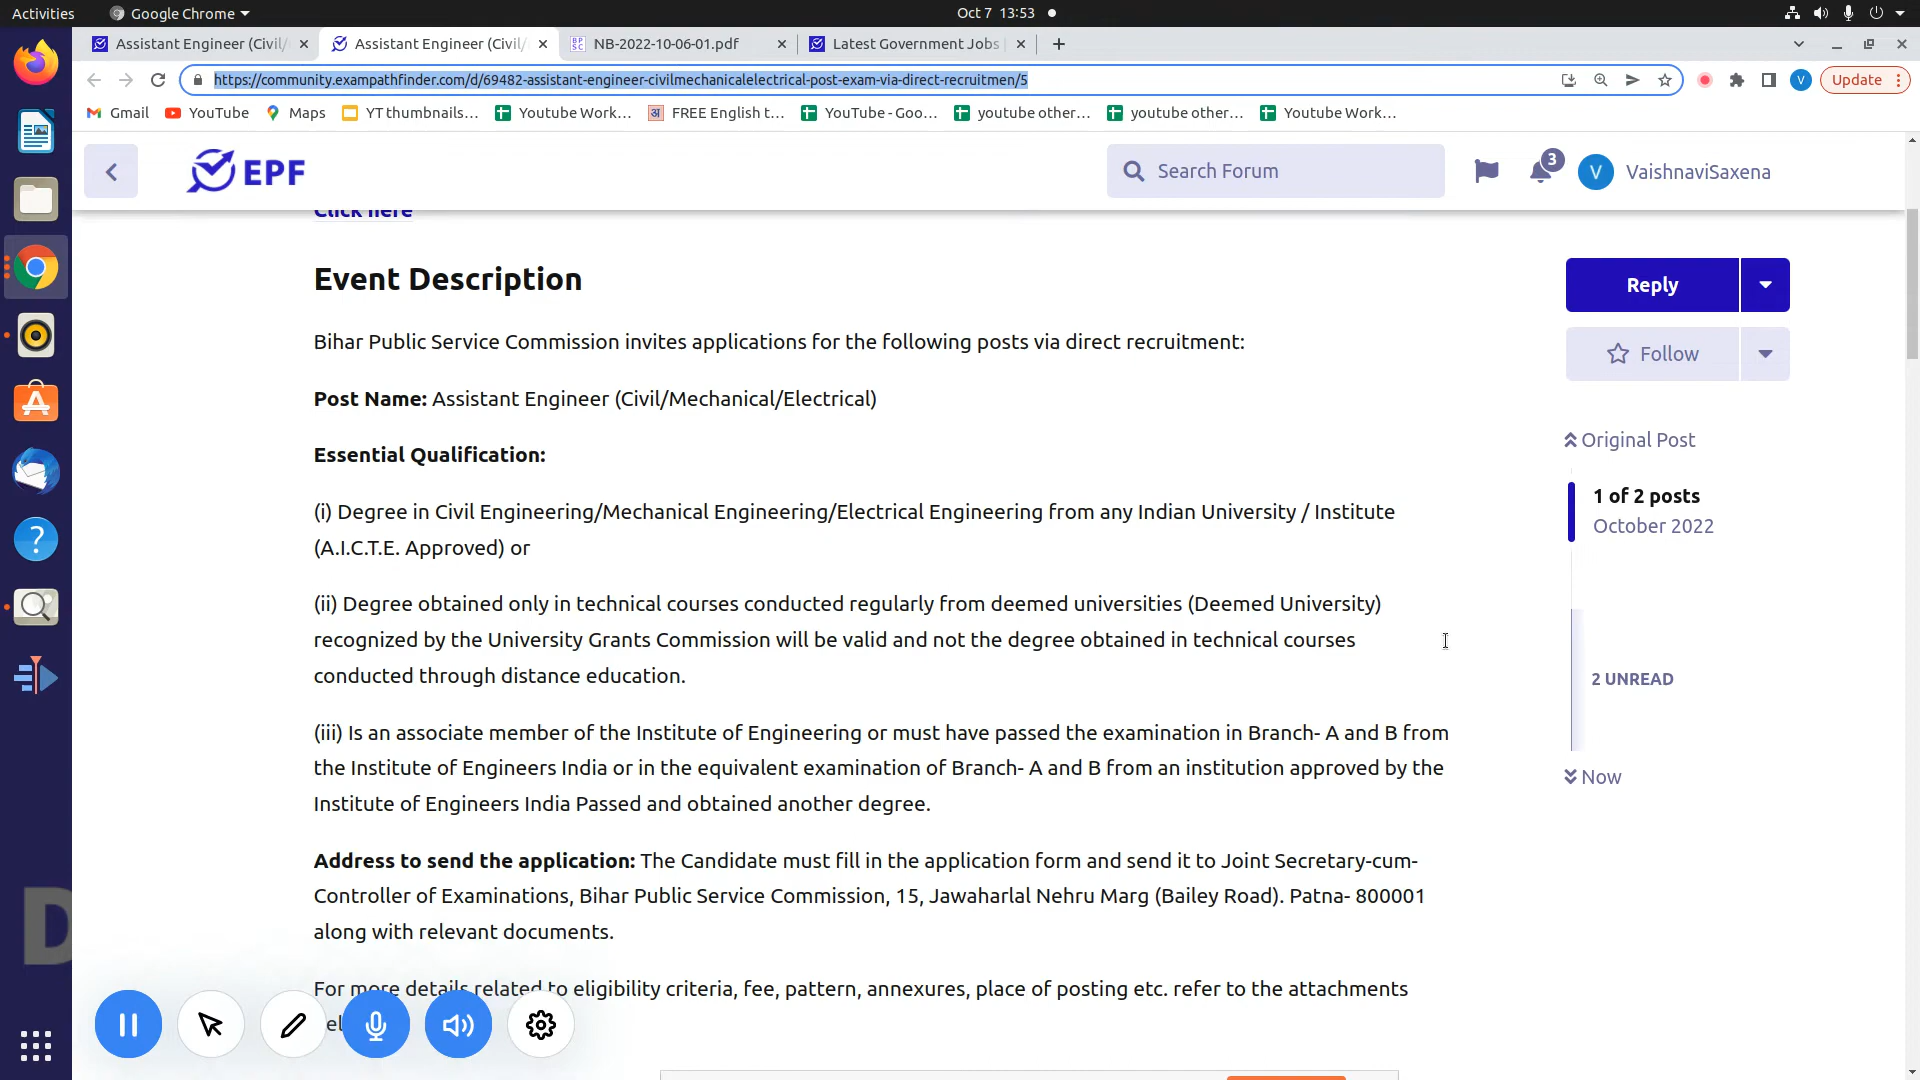 Activities
Google Chrome
Oct 7 13:53
Assistant Engineer (Civil/
Assistant Engineer (Civil/
NB-2022-10-06-01.pdf
Latest Government Jobs
https://community.exampathfinder.com/d/69482-assistant-engineer-civilmechanicalelectrical-post-exam-via-direct-recruitmen/5
V
Update
Gmail
YouTube
Maps
YT thumbnails...
Youtube Work...
FREE English t...
YouTube - Goo...
youtube other...
youtube other...
Youtube Work...
EPF
Search Forum
3
V
VaishnaviSaxena
Click here
Event Description
Reply
Bihar Public Service Commission invites applications for the following posts via direct recruitment:
Follow
Post Name: Assistant Engineer (Civil/Mechanical/Electrical)
Original Post
Essential Qualification:
1 of 2 posts
October 2022
(i) Degree in Civil Engineering/Mechanical Engineering/Electrical Engineering from any Indian University / Institute
(A.I.C.T.E. Approved) or
(ii) Degree obtained only in technical courses conducted regularly from deemed universities (Deemed University)
recognized by the University Grants Commission will be valid and not the degree obtained in technical courses
conducted through distance education.
2 UNREAD
(iii) Is an associate member of the Institute of Engineering or must have passed the examination in Branch- A and B from
the Institute of Engineers India or in the equivalent examination of Branch- A and B from an institution approved by the
Institute of Engineers India Passed and obtained another degree.
Now
Address to send the application: The Candidate must fill in the application form and send it to Joint Secretary-cum-
Controller of Examinations, Bihar Public Service Commission, 15, Jawaharlal Nehru Marg (Bailey Road). Patna- 800001
along with relevant documents.
For more details related to eligibility criteria, fee, pattern, annexures, place of posting etc. refer to the attachments